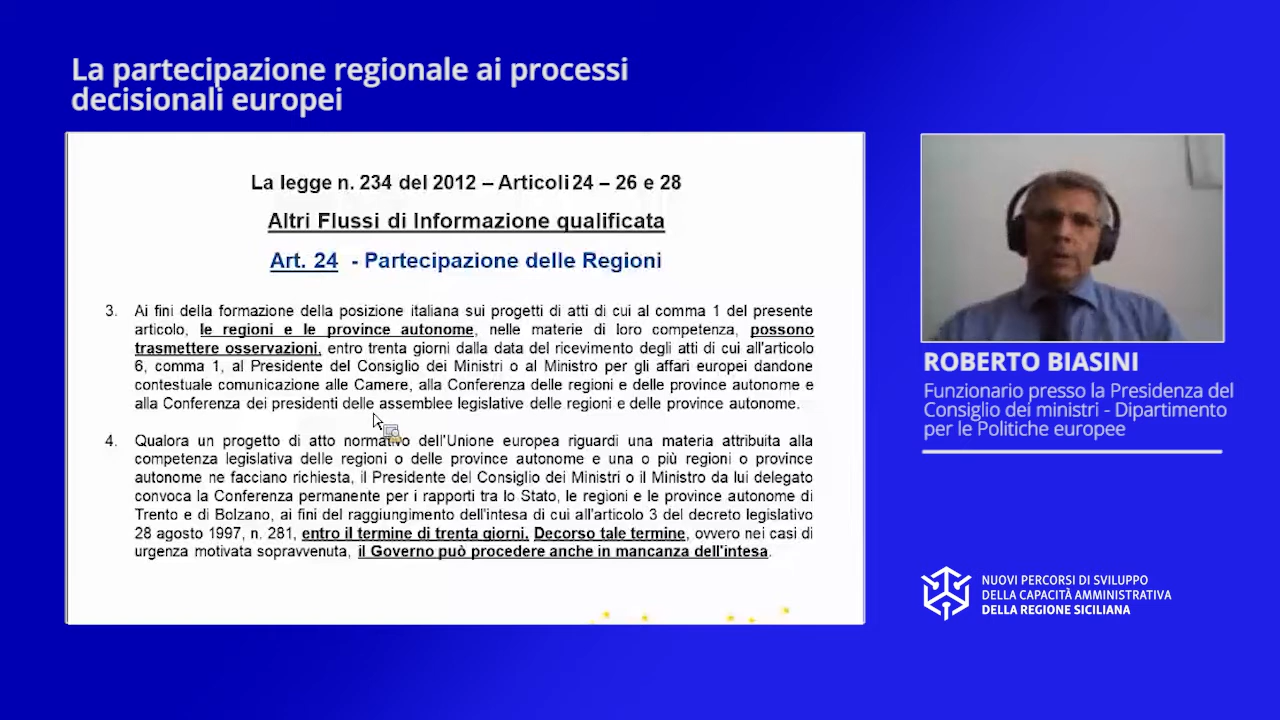 La partecipazione regionale ai processi
decisionali europei
La legge n. 234 del 2012 – Articoli 24 – 26 e 28
Altri Flussi di Informazione qualificata
Art. 24 - Partecipazione delle Regioni
3. Ai fini della formazione della posizione italiana sui progetti di atti di cui al comma 1 del presente
articolo, le regioni e le province autonome, nelle materie di loro competenza, possono
trasmettere osservazioni, entro trenta giorni dalla data del ricevimento degli atti di cui all'articolo
6, comma 1, al Presidente del Consiglio dei Ministri o al Ministro per gli affari europei dandone
contestuale comunicazione alle Camere, alla Conferenza delle regioni e delle province autonome e
alla Conferenza dei presidenti delle assemblee legislative delle regioni e delle province autonome.
4. Qualora un progetto di atto normativo dell'Unione europea riguardi una materia attribuita alla
competenza legislativa delle regioni o delle province autonome e una o più regioni o province
autonome ne facciano richiesta, il Presidente del Consiglio dei Ministri o il Ministro da lui delegato
convoca la Conferenza permanente per i rapporti tra lo Stato, le regioni e le province autonome di
Trento e di Bolzano, ai fini del raggiungimento dell'intesa di cui all'articolo 3 del decreto legislativo
28 agosto 1997, n. 281, entro il termine di trenta giorni. Decorso tale termine, ovvero nei casi di
urgenza motivata sopravvenuta, il Governo può procedere anche in mancanza dell'intesa.
ROBERTO BIASINI
Funzionario presso la Presidenza del
Consiglio dei ministri - Dipartimento
per le Politiche europee
NUOVI PERCORSI DI SVILUPPO
DELLA CAPACITÀ AMMINISTRATIVA
DELLA REGIONE SICILIANA